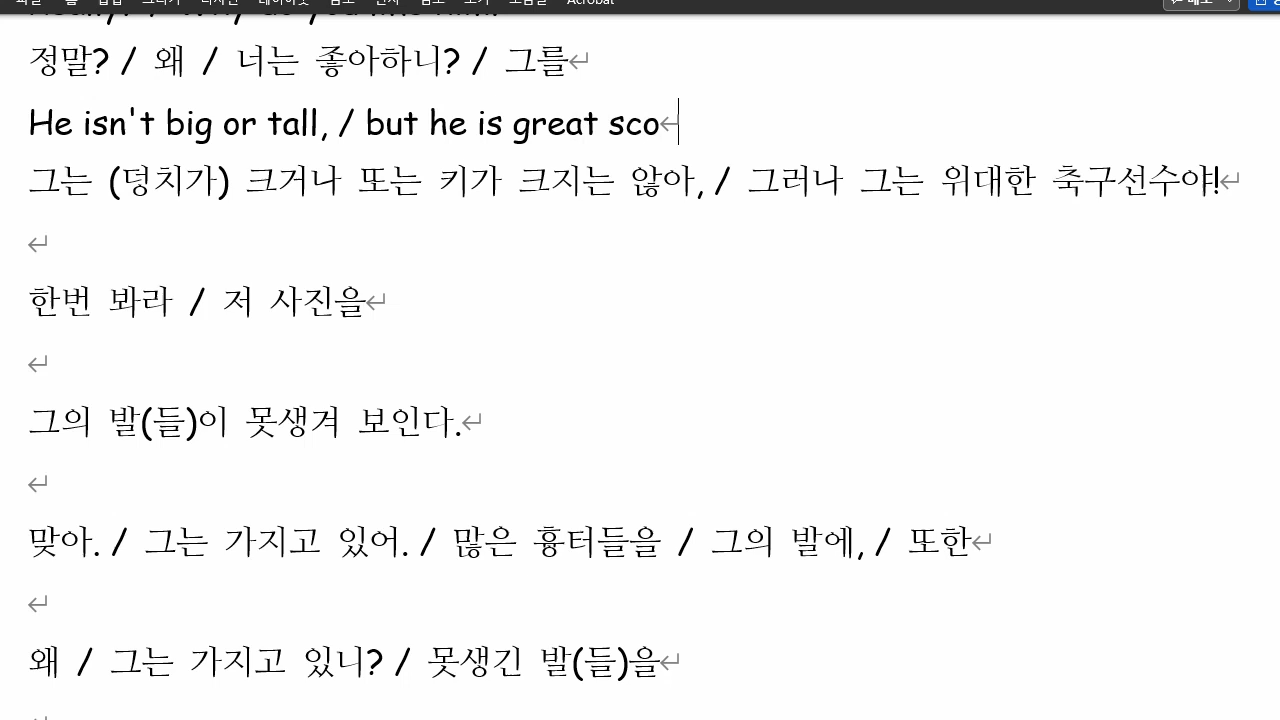 정말? / 왜 / 너는 좋아하니? / 그를
He isn't big or tall, / but he is great sco
그는 (덩치가) 크거나 또는 키가 크지는 않아, / 그러나 그는 위대한 축구선수야!
한번 봐라 / 저 사진을
그의 발(들)이 못생겨 보인다.
맞아. / 그는 가지고 있어. / 많은 흉터들을 / 그의 발에, / 또한
왜 / 그는 가지고 있니? / 못생긴 발(들)을